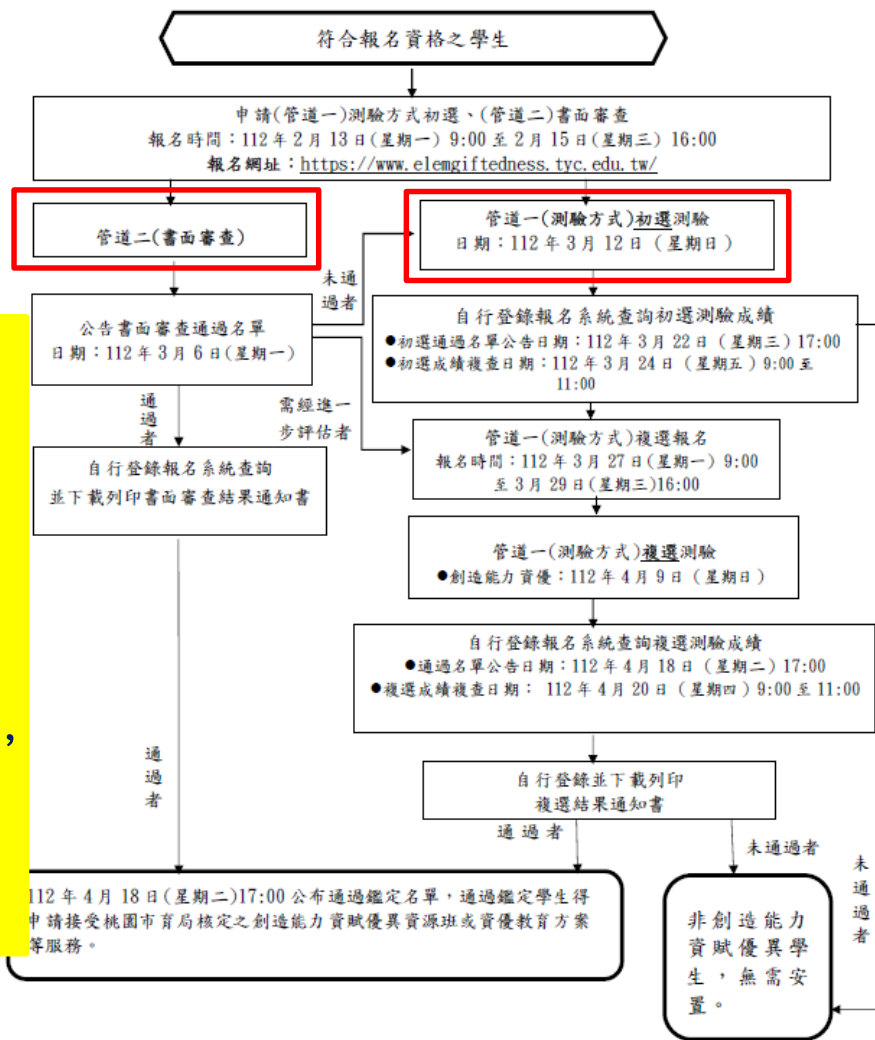 符合報名資格之學生
申請(管道一)測驗方式初選、(管道二)書面審查
報名時間：112年2月13日(星期一) 9:00 至2月15日(星期三) 16:00
報名網址：https://www.elemgiftedness.tyc.edu.tw/
管道二(書面審查)
管道一(測驗方式)初選測驗
日期：112年3月12日（星期日）
未通
過者
公告書面審查通過名單
日期：112年3月6日(星期一)
自行登錄報名系統查詢初選測驗成績
●初選通過名單公告日期：112年3月22日（星期三）17:00
●初選成績複查日期：112年3月24日（星期五）9:00 至
11:00
通
過
者
需經進一
步評估者
自行登錄報名系統查詢
並下載列印書面審查結果通知書
管道一(測驗方式)複選報名
報名時間：112年3月27日(星期一) 9:00
至3月29日(星期三)16:00
管道一(測驗方式)複選測驗
●創造能力資優：112年4月9日（星期日）
自行登錄報名系統查詢複選測驗成績
●通過名單公告日期：112年4月18日（星期二）17:00
●複選成績複查日期： 112年4月20日（星期四）9:00 至11:00
，
通
過
者
自行登錄並下載列印
複選結果通知書
通過者
未通過者
未
通
過
者
112年4月18日(星期二)17:00公布通過鑑定名單，通過鑑定學生得
申請接受桃園市育局核定之創造能力資賦優異資源班或資優教育方案
等服務。
非創造能力
資賦優異學
生，無需安
置。